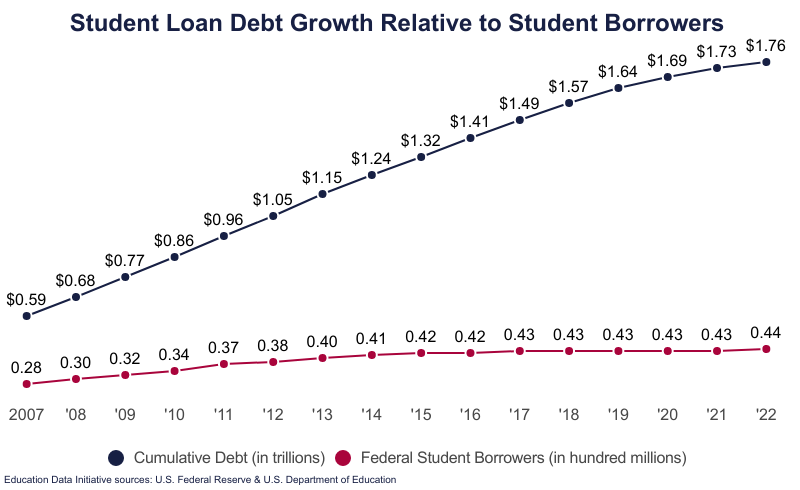 Student Loan Debt Growth Relative to Student Borrowers
$0.59 $0.68 $0.77 $0.86 $0.96 $1.05 $1.15 $1.24 $1.32 $1.41 $1.49 $1.57 $1.64 $1.69 $1.73 $1.76
0.28 0.30 0.32 0.34 0.37 0.38 0.40 0.41 0.42 0.42 0.43 0.43 0.43 0.43 0.43 0.44
2007 '08 '09 '10 '11 '12 '13 '14 '15 '16 '17 '18 '19 '20 '21 '22
Cumulative Debt (in trillions) Federal Student Borrowers (in hundred millions)
Education Data Initiative sources: U.S. Federal Reserve & U.S. Department of Education